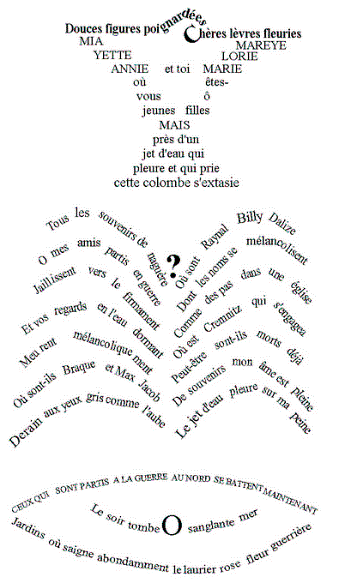 Douces figures poignardées Chères lèvres fleuries
MIA MAREYE
YETTE LORIE
ANNIE et toi MARIE
où êtes-
vous ô
jeunes filles
MAIS
près d'un
jet d'eau qui
pleure et qui prie
cette colombe s'extasie
?
Tous les souvenirs de naguère
O mes amis partis en guerre
Jaillissent vers le firmament
Et vos regards en l'eau dormant
Meu rent mélancolique ment
Où sont-ils Braque et Max Jacob
Derain aux yeux gris comme l'aube
Où sont Raynal Billy Dalize
Dont les noms se mélancolisent
Comme des pas dans une église
Où est Cremnitz qui s'engagea
Peut-être sont-ils morts déjà
De souvenirs mon âme est pleine
Le jet d'eau pleure sur ma peine
CEUX QUI SONT PARTIS A LA GUERRE AU NORD SE BATTENT MAINTENANT
Le soir tombe O sanglante mer
Jardins où saigne abondamment le laurier rose fleur guerrière